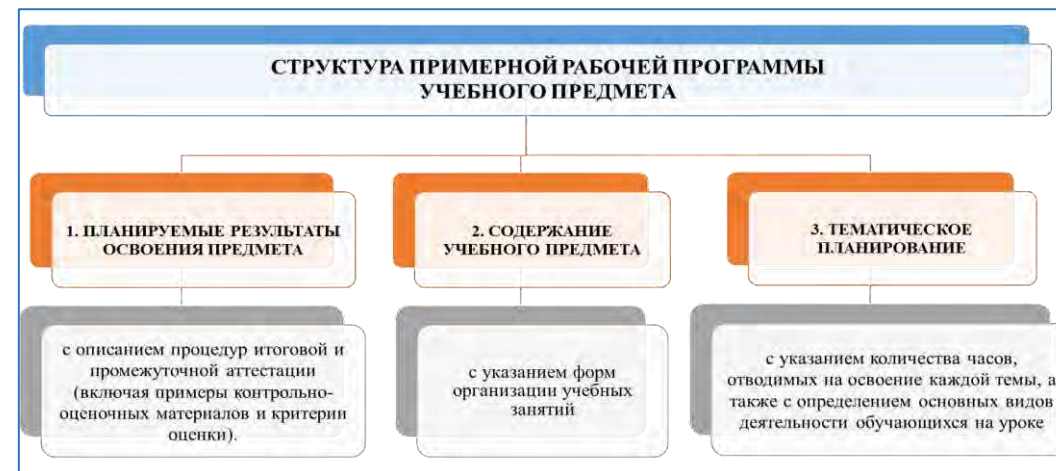 СТРУКТУРА ПРИМЕРНОЙ РАБОЧЕЙ ПРОГРАММЫ
УЧЕБНОГО ПРЕДМЕТА
1. ПЛАНИРУЕМЫЕ РЕЗУЛЬТАТЫ
ОСВОЕНИЯ ПРЕДМЕТА
с описанием процедур итоговой и
промежуточной аттестации
(включая примеры контрольно-
оценочных материалов и критерии
оценки).
2. СОДЕРЖАНИЕ
УЧЕБНОГО ПРЕДМЕТА
с указанием форм
организации учебных
занятий
3. ТЕМАТИЧЕСКОЕ
ПЛАНИРОВАНИЕ
с указанием количества часов,
отводимых на освоение каждой темы, а
также с определением основных видов
деятельности обучающихся на уроке